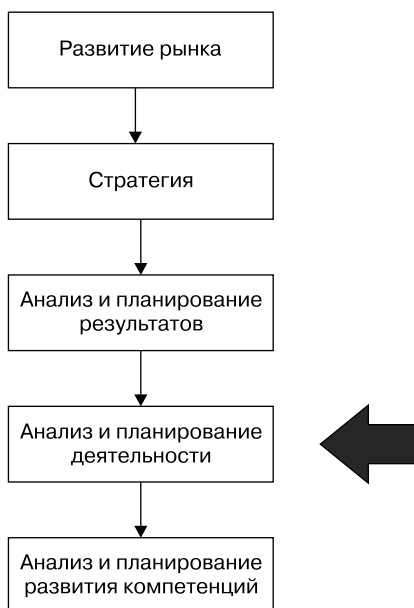 Развитие рынка
Стратегия
Анализ и планирование
результатов
Анализ и планирование
деятельности
Анализ и планирование
развития компетенций